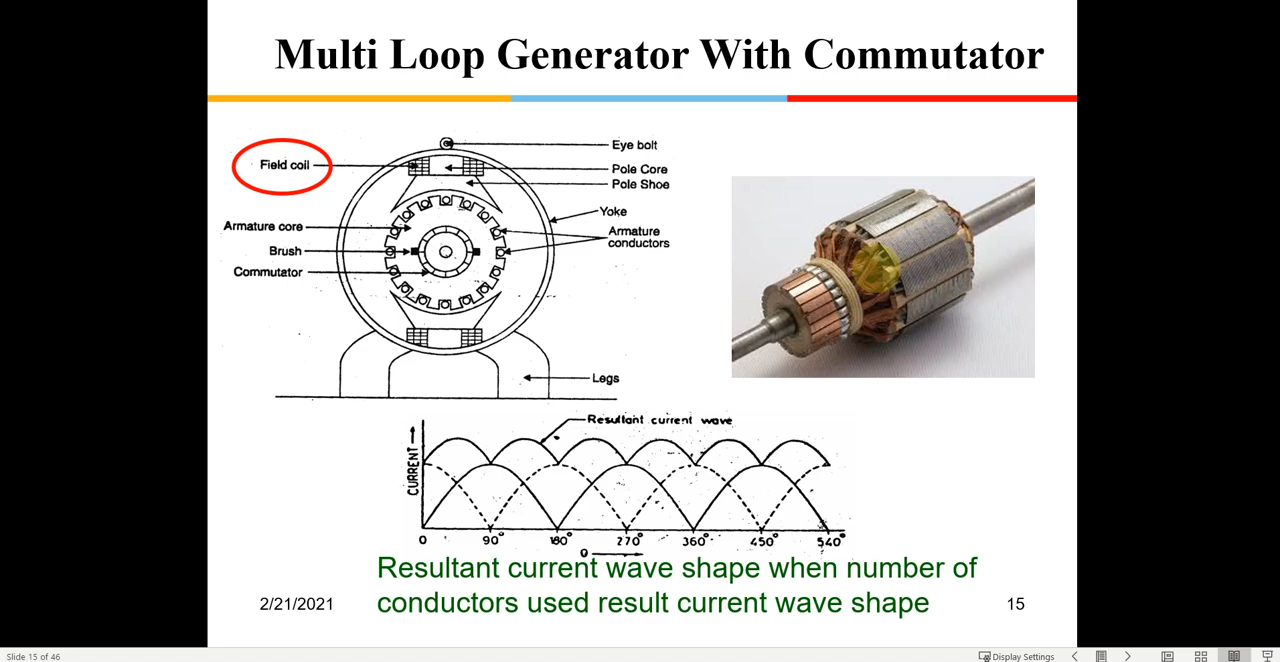 Multi Loop Generator With Commutator
Eye bolt
Field coil
Pole Core
Pole Shoe
Yoke
Armature core
Armature
conductors
Brush
Commutator
Legs
Resultant current wave
CURRENT
0 90° 180° 270° 360° 450° 540°
Θ
Resultant current wave shape when number of
conductors used result current wave shape
2/21/2021
15
Slide 15 of 46
Display Settings